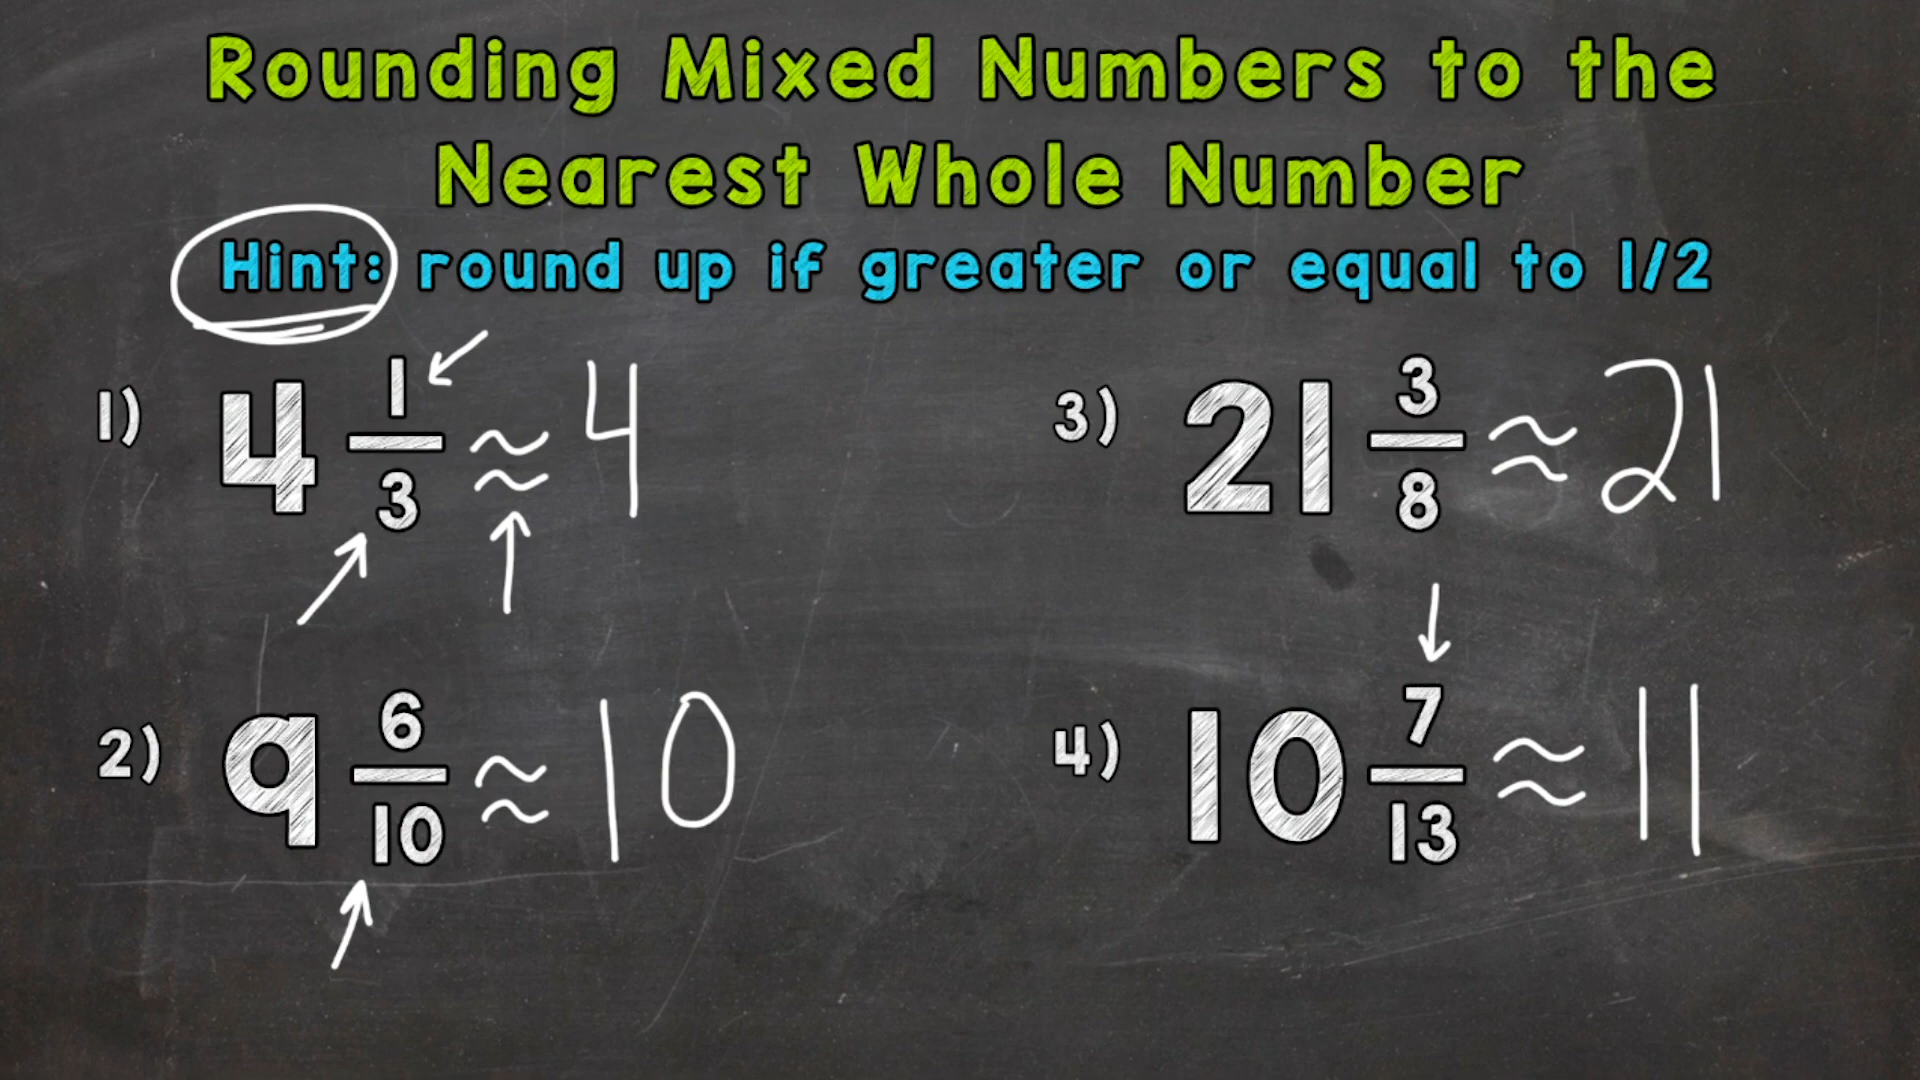 Rounding Mixed Numbers to the
Nearest Whole Number
Hint: round up if greater or equal to 1/2
1) 4 1/3 ≈ 4
2) 9 6/10 ≈ 10
3) 21 3/8 ≈ 21
4) 10 7/13 ≈ 11